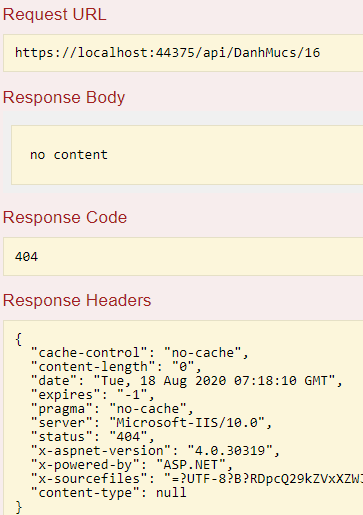 Request URL
https://localhost:44375/api/DanhMucs/16
Response Body
no content
Response Code
404
Response Headers
{
  "cache-control": "no-cache",
  "content-length": "0",
  "date": "Tue, 18 Aug 2020 07:18:10 GMT",
  "expires": "-1",
  "pragma": "no-cache",
  "server": "Microsoft-IIS/10.0",
  "status": "404",
  "x-aspnet-version": "4.0.30319",
  "x-powered-by": "ASP.NET",
  "x-sourcefiles": "=?UTF-8?B?RDpcQ29kZVxXZW
  "content-type": null
}